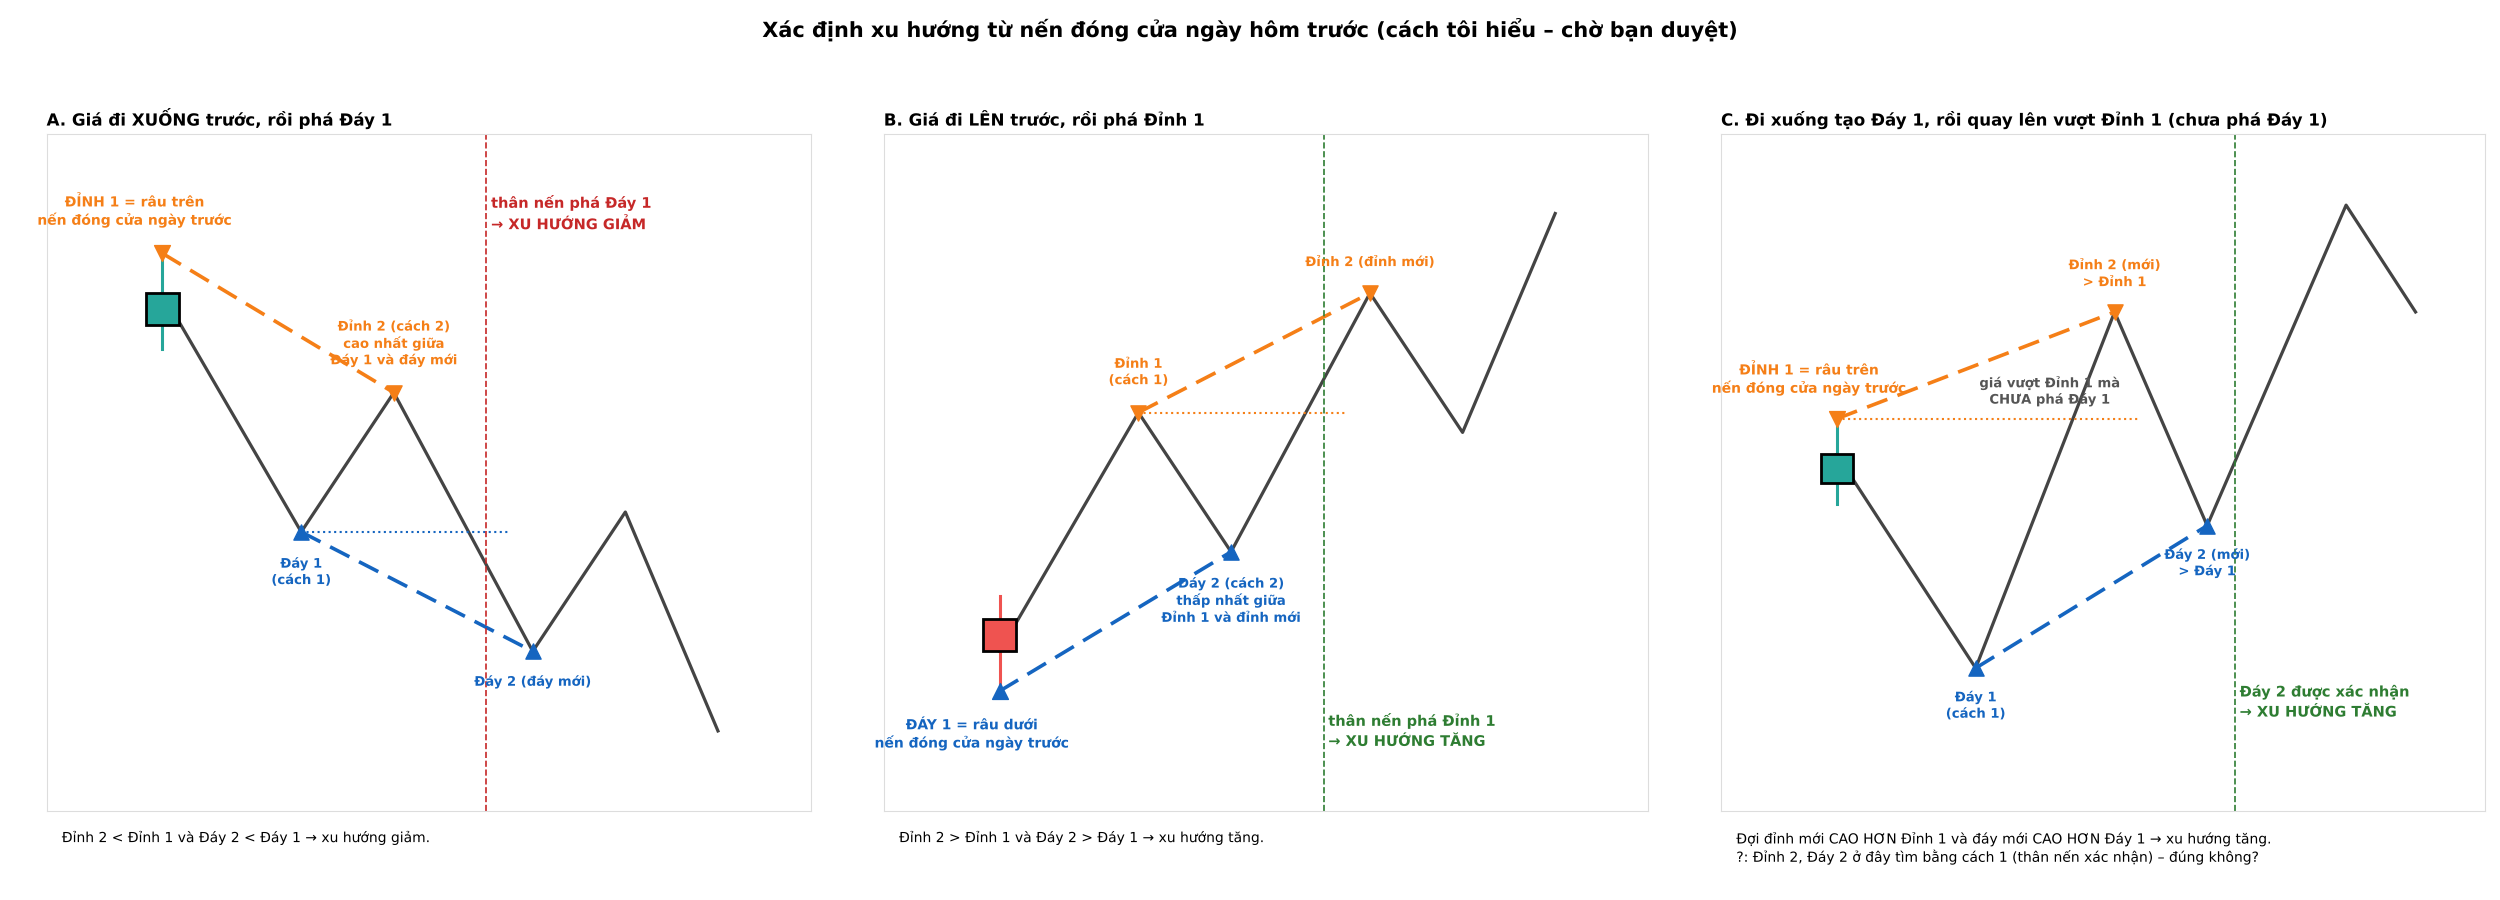 Xác định xu hướng từ nến đóng cửa ngày hôm trước (cách tôi hiểu – chờ bạn duyệt)
A. Giá đi XUỐNG trước, rồi phá Đáy 1
ĐỈNH 1 = râu trên
nến đóng cửa ngày trước
thân nến phá Đáy 1
→ XU HƯỚNG GIẢM
Đỉnh 2 (cách 2)
cao nhất giữa
Đáy 1 và đáy mới
Đáy 1
(cách 1)
Đáy 2 (đáy mới)
Đỉnh 2 < Đỉnh 1 và Đáy 2 < Đáy 1 → xu hướng giảm.
B. Giá đi LÊN trước, rồi phá Đỉnh 1
Đỉnh 2 (đỉnh mới)
Đỉnh 1
(cách 1)
Đáy 2 (cách 2)
thấp nhất giữa
Đỉnh 1 và đỉnh mới
ĐÁY 1 = râu dưới
nến đóng cửa ngày trước
thân nến phá Đỉnh 1
→ XU HƯỚNG TĂNG
Đỉnh 2 > Đỉnh 1 và Đáy 2 > Đáy 1 → xu hướng tăng.
C. Đi xuống tạo Đáy 1, rồi quay lên vượt Đỉnh 1 (chưa phá Đáy 1)
Đỉnh 2 (mới)
> Đỉnh 1
ĐỈNH 1 = râu trên
nến đóng cửa ngày trước
giá vượt Đỉnh 1 mà
CHƯA phá Đáy 1
Đáy 2 (mới)
> Đáy 1
Đáy 1
(cách 1)
Đáy 2 được xác nhận
→ XU HƯỚNG TĂNG
Đợi đỉnh mới CAO HƠN Đỉnh 1 và đáy mới CAO HƠN Đáy 1 → xu hướng tăng.
?: Đỉnh 2, Đáy 2 ở đây tìm bằng cách 1 (thân nến xác nhận) – đúng không?